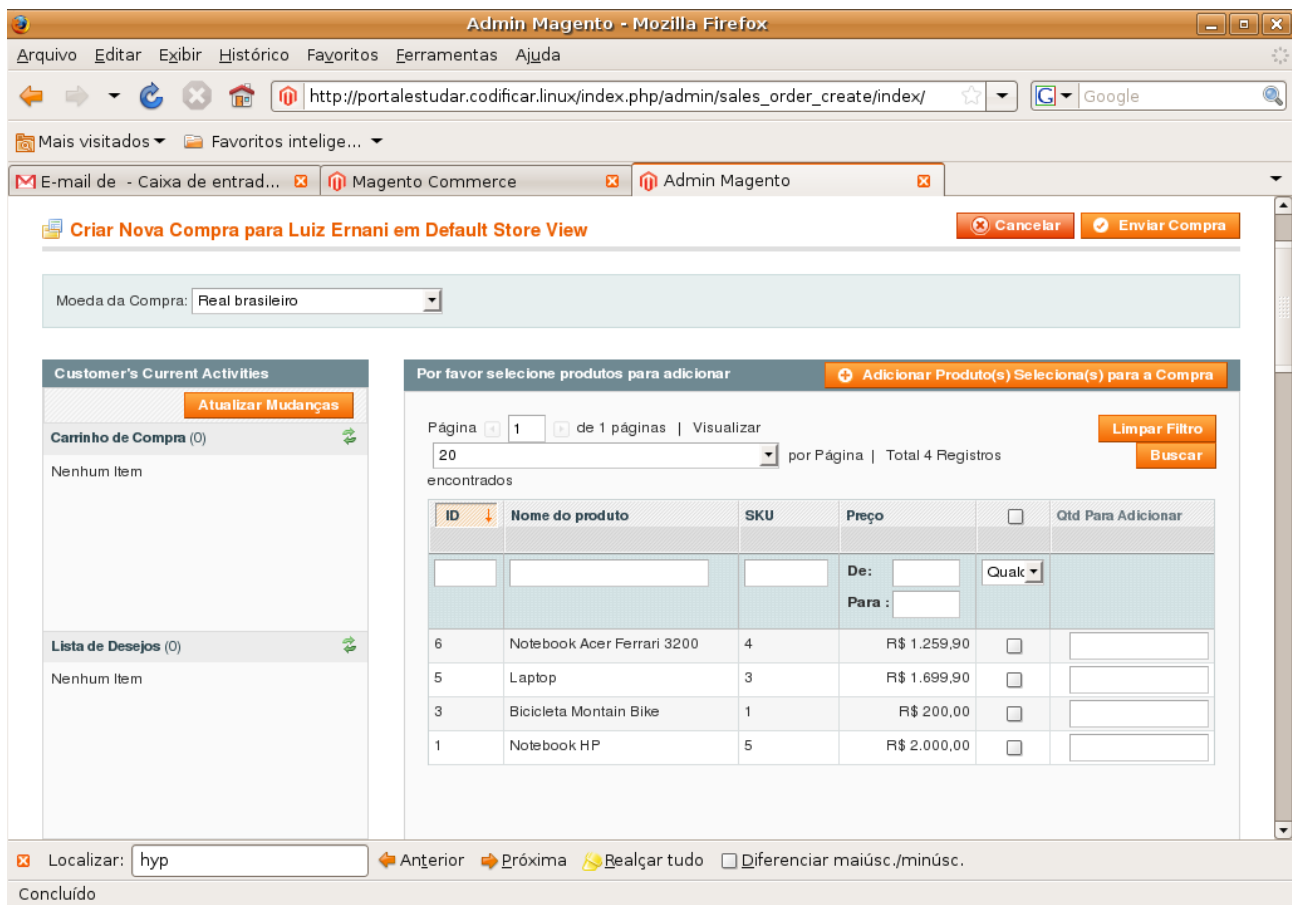 Admin Magento - Mozilla Firefox
Arquivo Editar Exibir Histórico Favoritos Ferramentas Ajuda
http://portalestudar.codificar.linux/index.php/admin/sales_order_create/index/ G Google
Mais visitados Favoritos intelige...
E-mail de - Caixa de entrad... Magento Commerce Admin Magento
Criar Nova Compra para Luiz Ernani em Default Store View Cancelar Enviar Compra
Moeda da Compra: Real brasileiro
Customer's Current Activities
Atualizar Mudanças
Carrinho de Compra (0)
Nenhum Item
Lista de Desejos (0)
Nenhum Item
Por favor selecione produtos para adicionar Adicionar Produto(s) Seleciona(s) para a Compra
Página 1 de 1 páginas | Visualizar Limpar Filtro
20 por Página | Total 4 Registros Buscar
encontrados
ID Nome do produto SKU Preço Qtd Para Adicionar
De: Qualc
Para :
6 Notebook Acer Ferrari 3200 4 R$ 1.259,90
5 Laptop 3 R$ 1.699,90
3 Bicicleta Montain Bike 1 R$ 200,00
1 Notebook HP 5 R$ 2.000,00
Localizar: hyp Anterior Próxima Realçar tudo Diferenciar maiúsc./minúsc.
Concluído